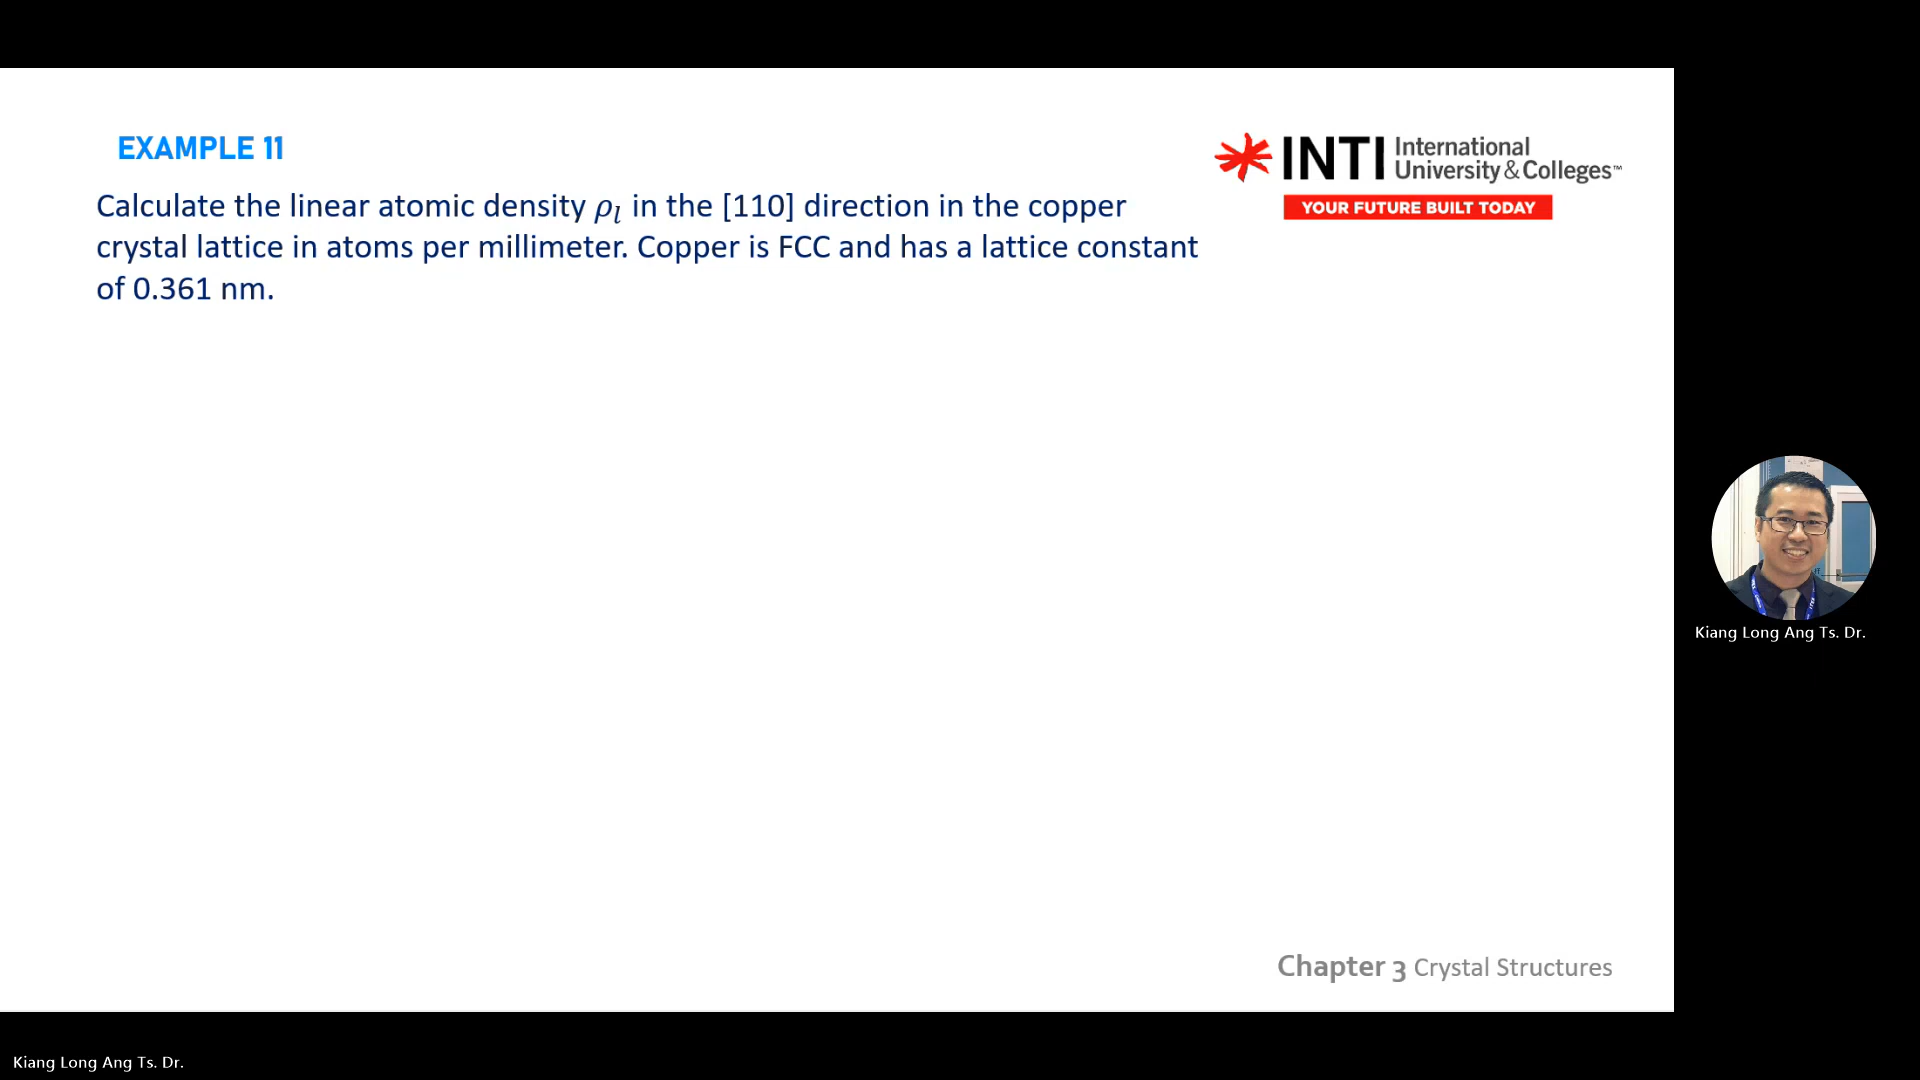 EXAMPLE 11
Calculate the linear atomic density ρₗ in the [110] direction in the copper
crystal lattice in atoms per millimeter. Copper is FCC and has a lattice constant
of 0.361 nm.
INTI International
University & Colleges™
YOUR FUTURE BUILT TODAY
Kiang Long Ang Ts. Dr.
Chapter 3 Crystal Structures
Kiang Long Ang Ts. Dr.